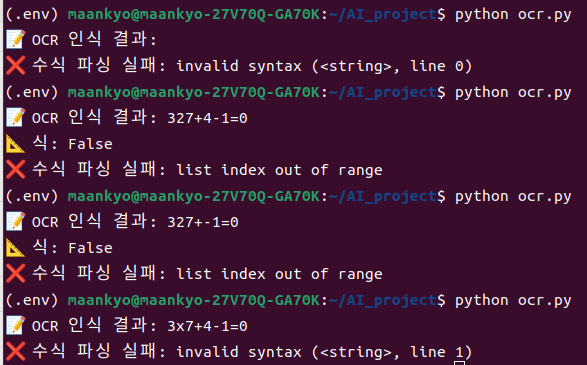 (.env) maankyo@maankyo-27V70Q-GA70K:~/AI_project$ python ocr.py
📝 OCR 인식 결과:
❌ 수식 파싱 실패: invalid syntax (<string>, line 0)
(.env) maankyo@maankyo-27V70Q-GA70K:~/AI_project$ python ocr.py
📝 OCR 인식 결과: 327+4-1=0
📐 식: False
❌ 수식 파싱 실패: list index out of range
(.env) maankyo@maankyo-27V70Q-GA70K:~/AI_project$ python ocr.py
📝 OCR 인식 결과: 327+-1=0
📐 식: False
❌ 수식 파싱 실패: list index out of range
(.env) maankyo@maankyo-27V70Q-GA70K:~/AI_project$ python ocr.py
📝 OCR 인식 결과: 3x7+4-1=0
❌ 수식 파싱 실패: invalid syntax (<string>, line 1)